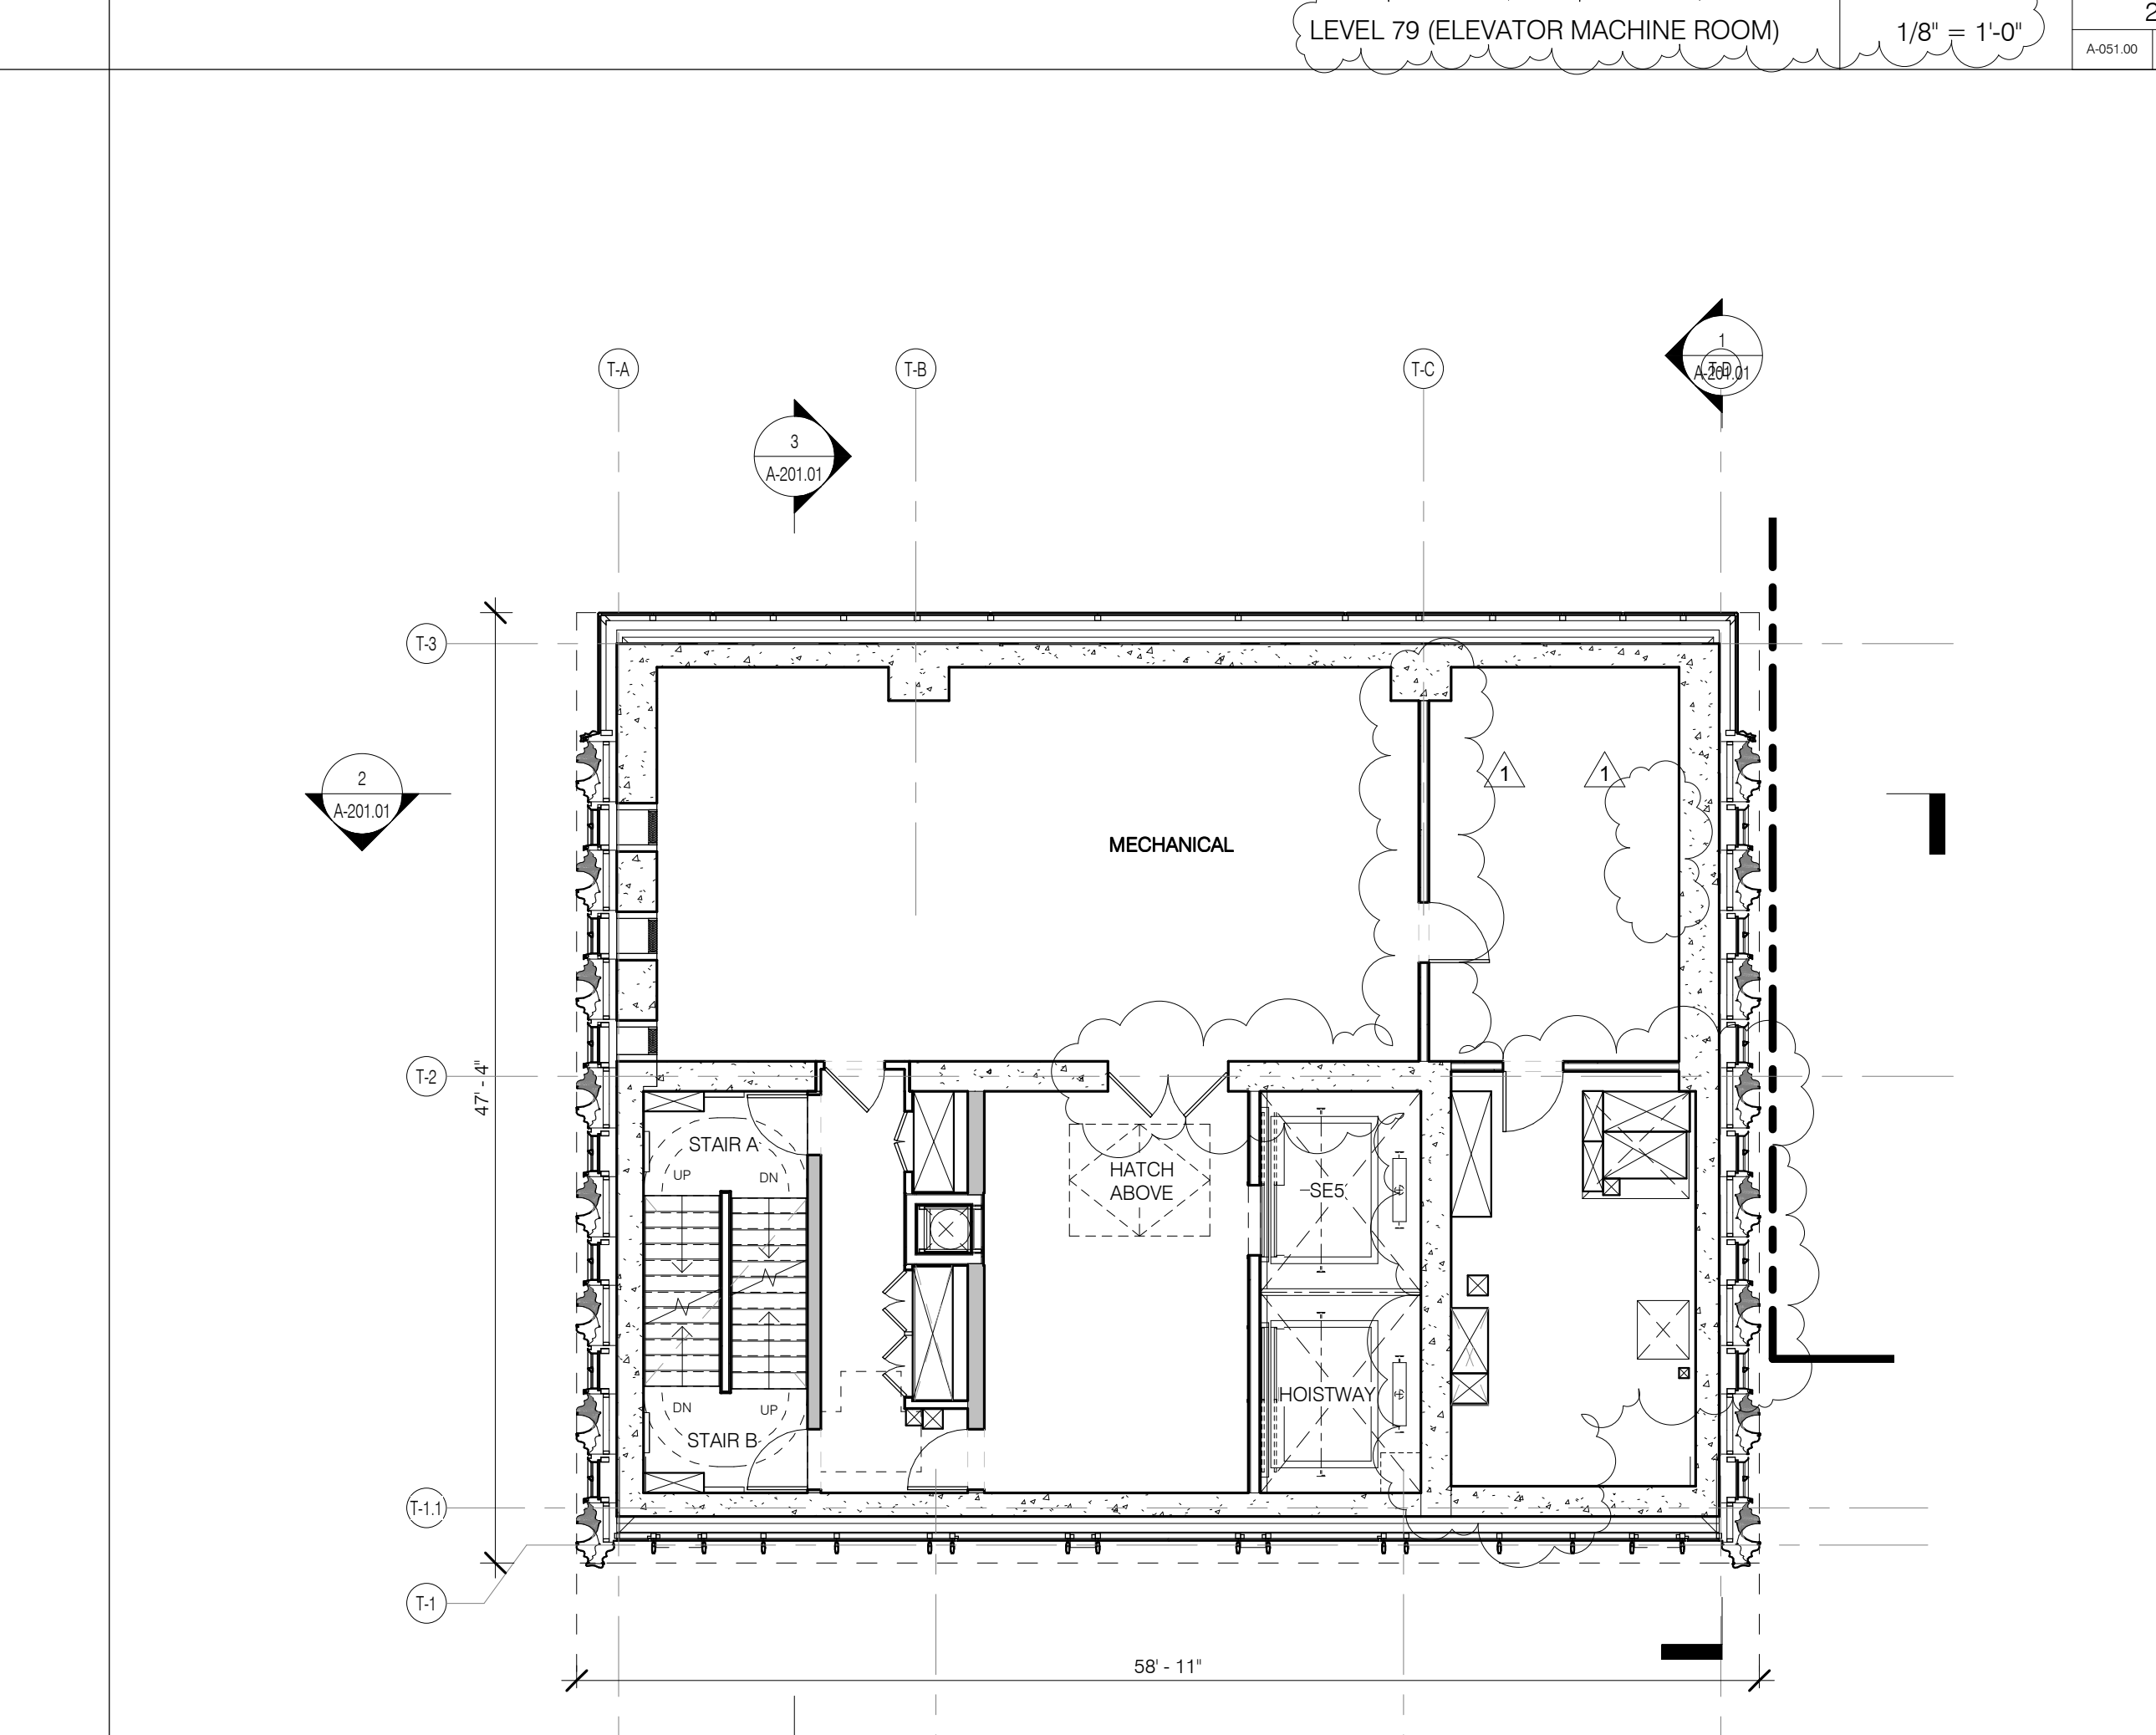 LEVEL 79 (ELEVATOR MACHINE ROOM)
1/8" = 1'-0"
2
A-051.00
T-A
T-B
T-C
1
T-D
A-201.01
3
A-201.01
T-3
2
A-201.01
1
1
MECHANICAL
T-2
47' - 4"
STAIR A
UP
DN
HATCH
ABOVE
SE5
HOISTWAY
DN
UP
STAIR B
T-1.1
T-1
58' - 11"